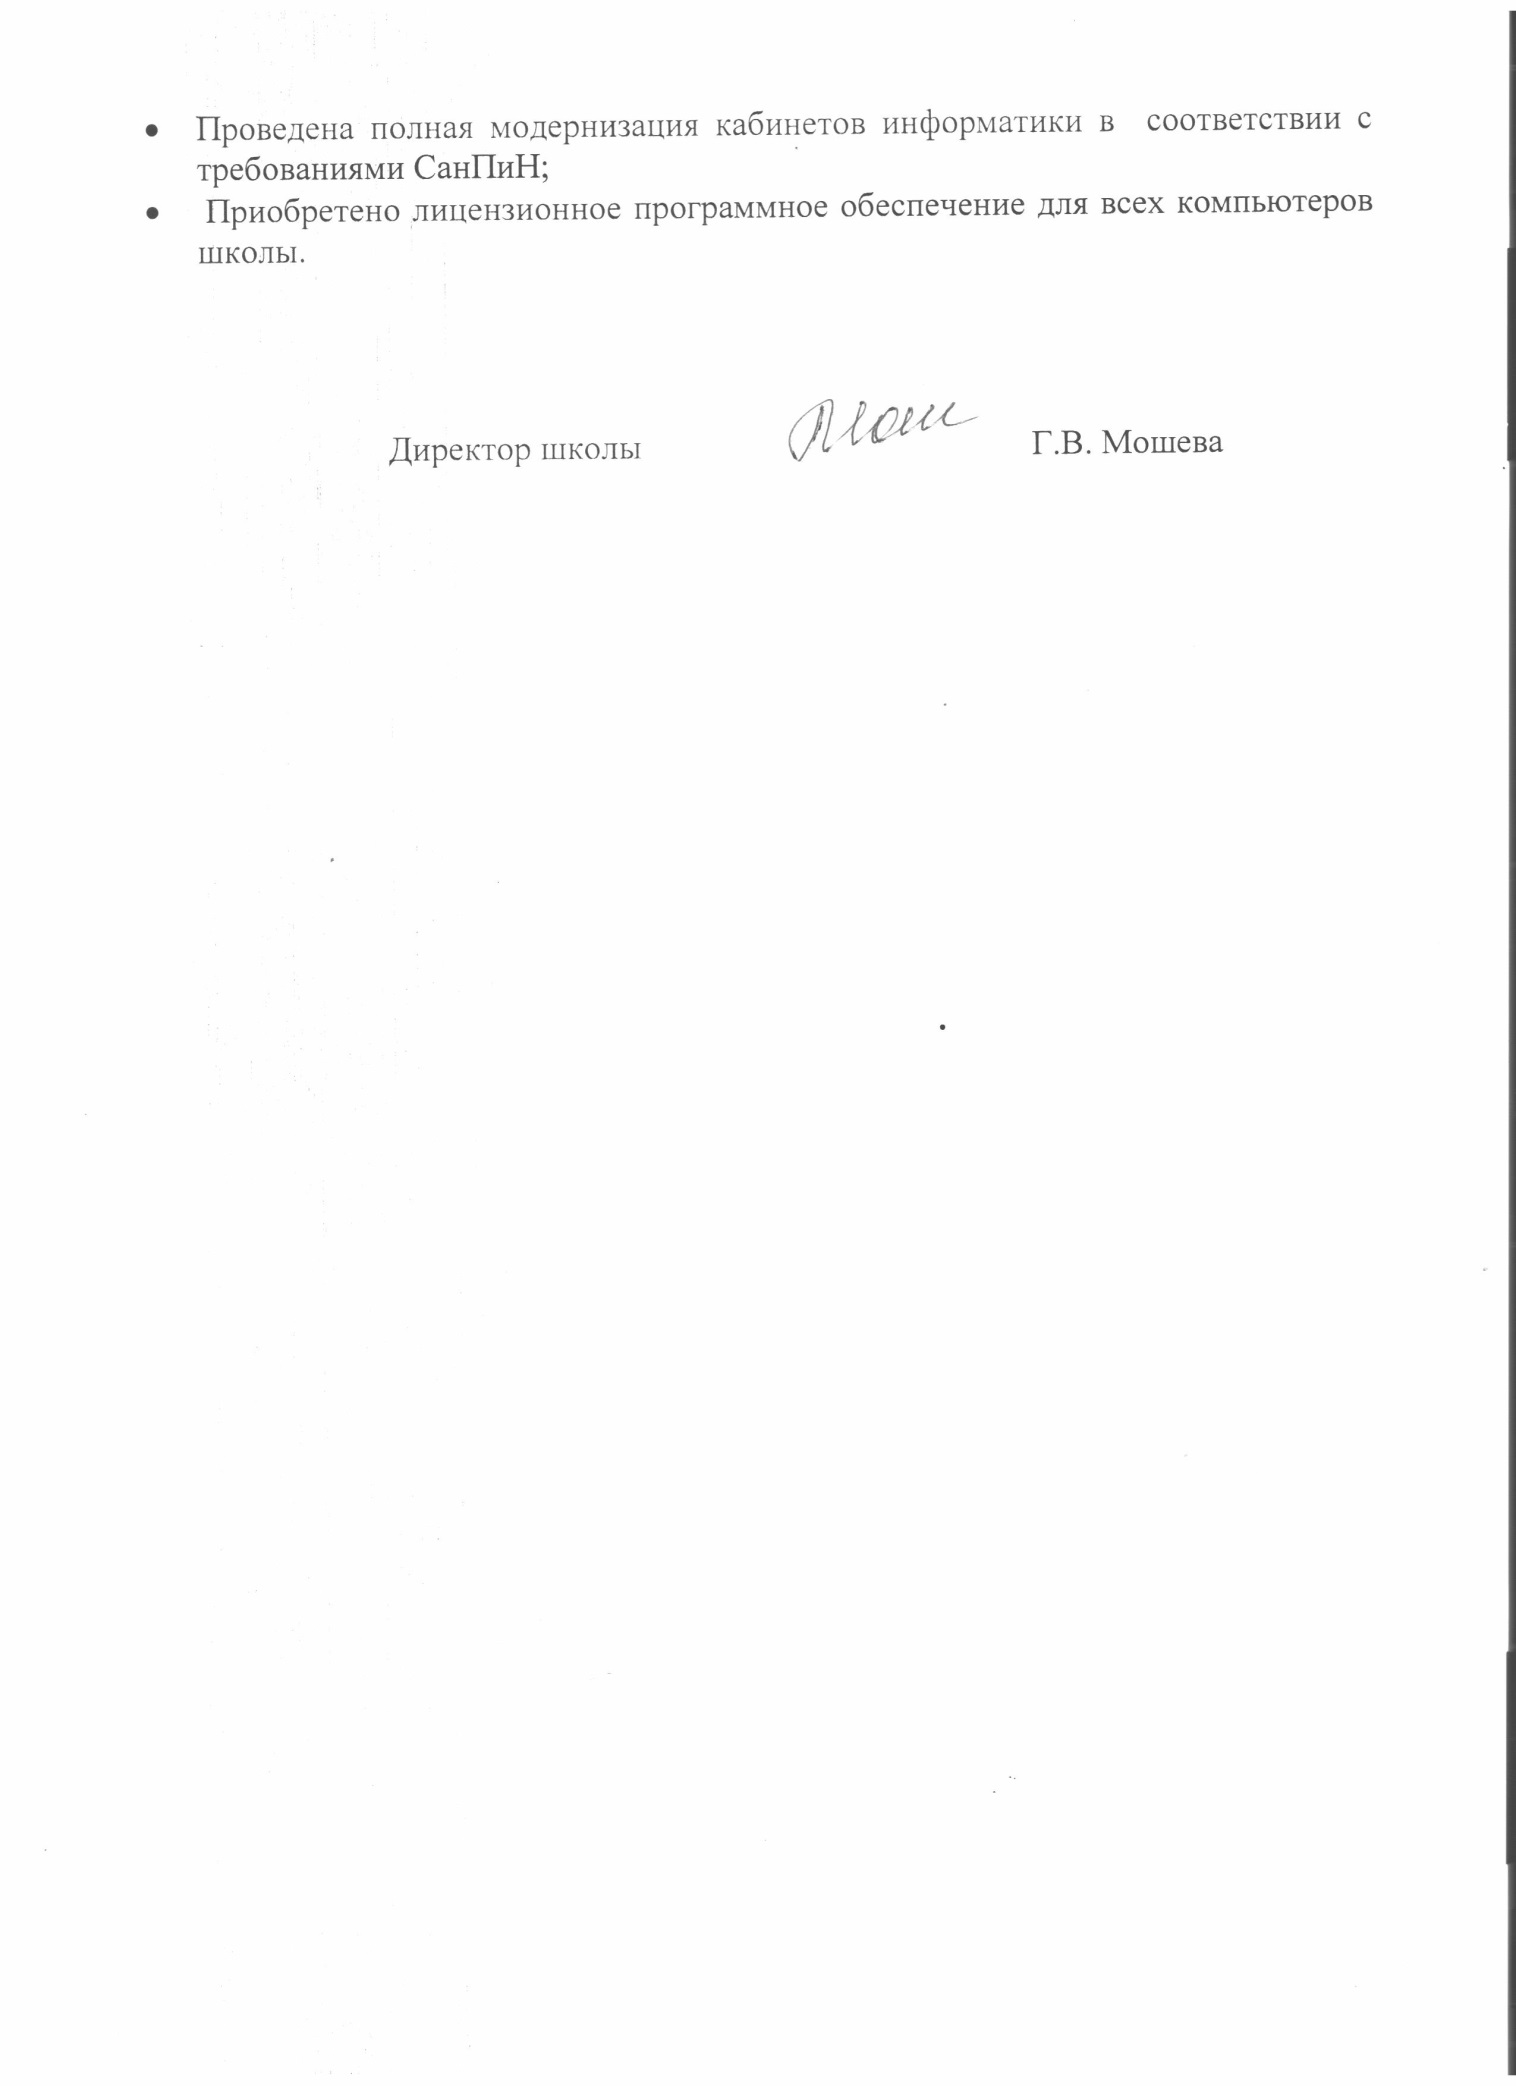 • Проведена полная модернизация кабинетов информатики в соответствии с
требованиями СанПиН;
• Приобретено лицензионное программное обеспечение для всех компьютеров
школы.
Директор школы Г.В. Мошева